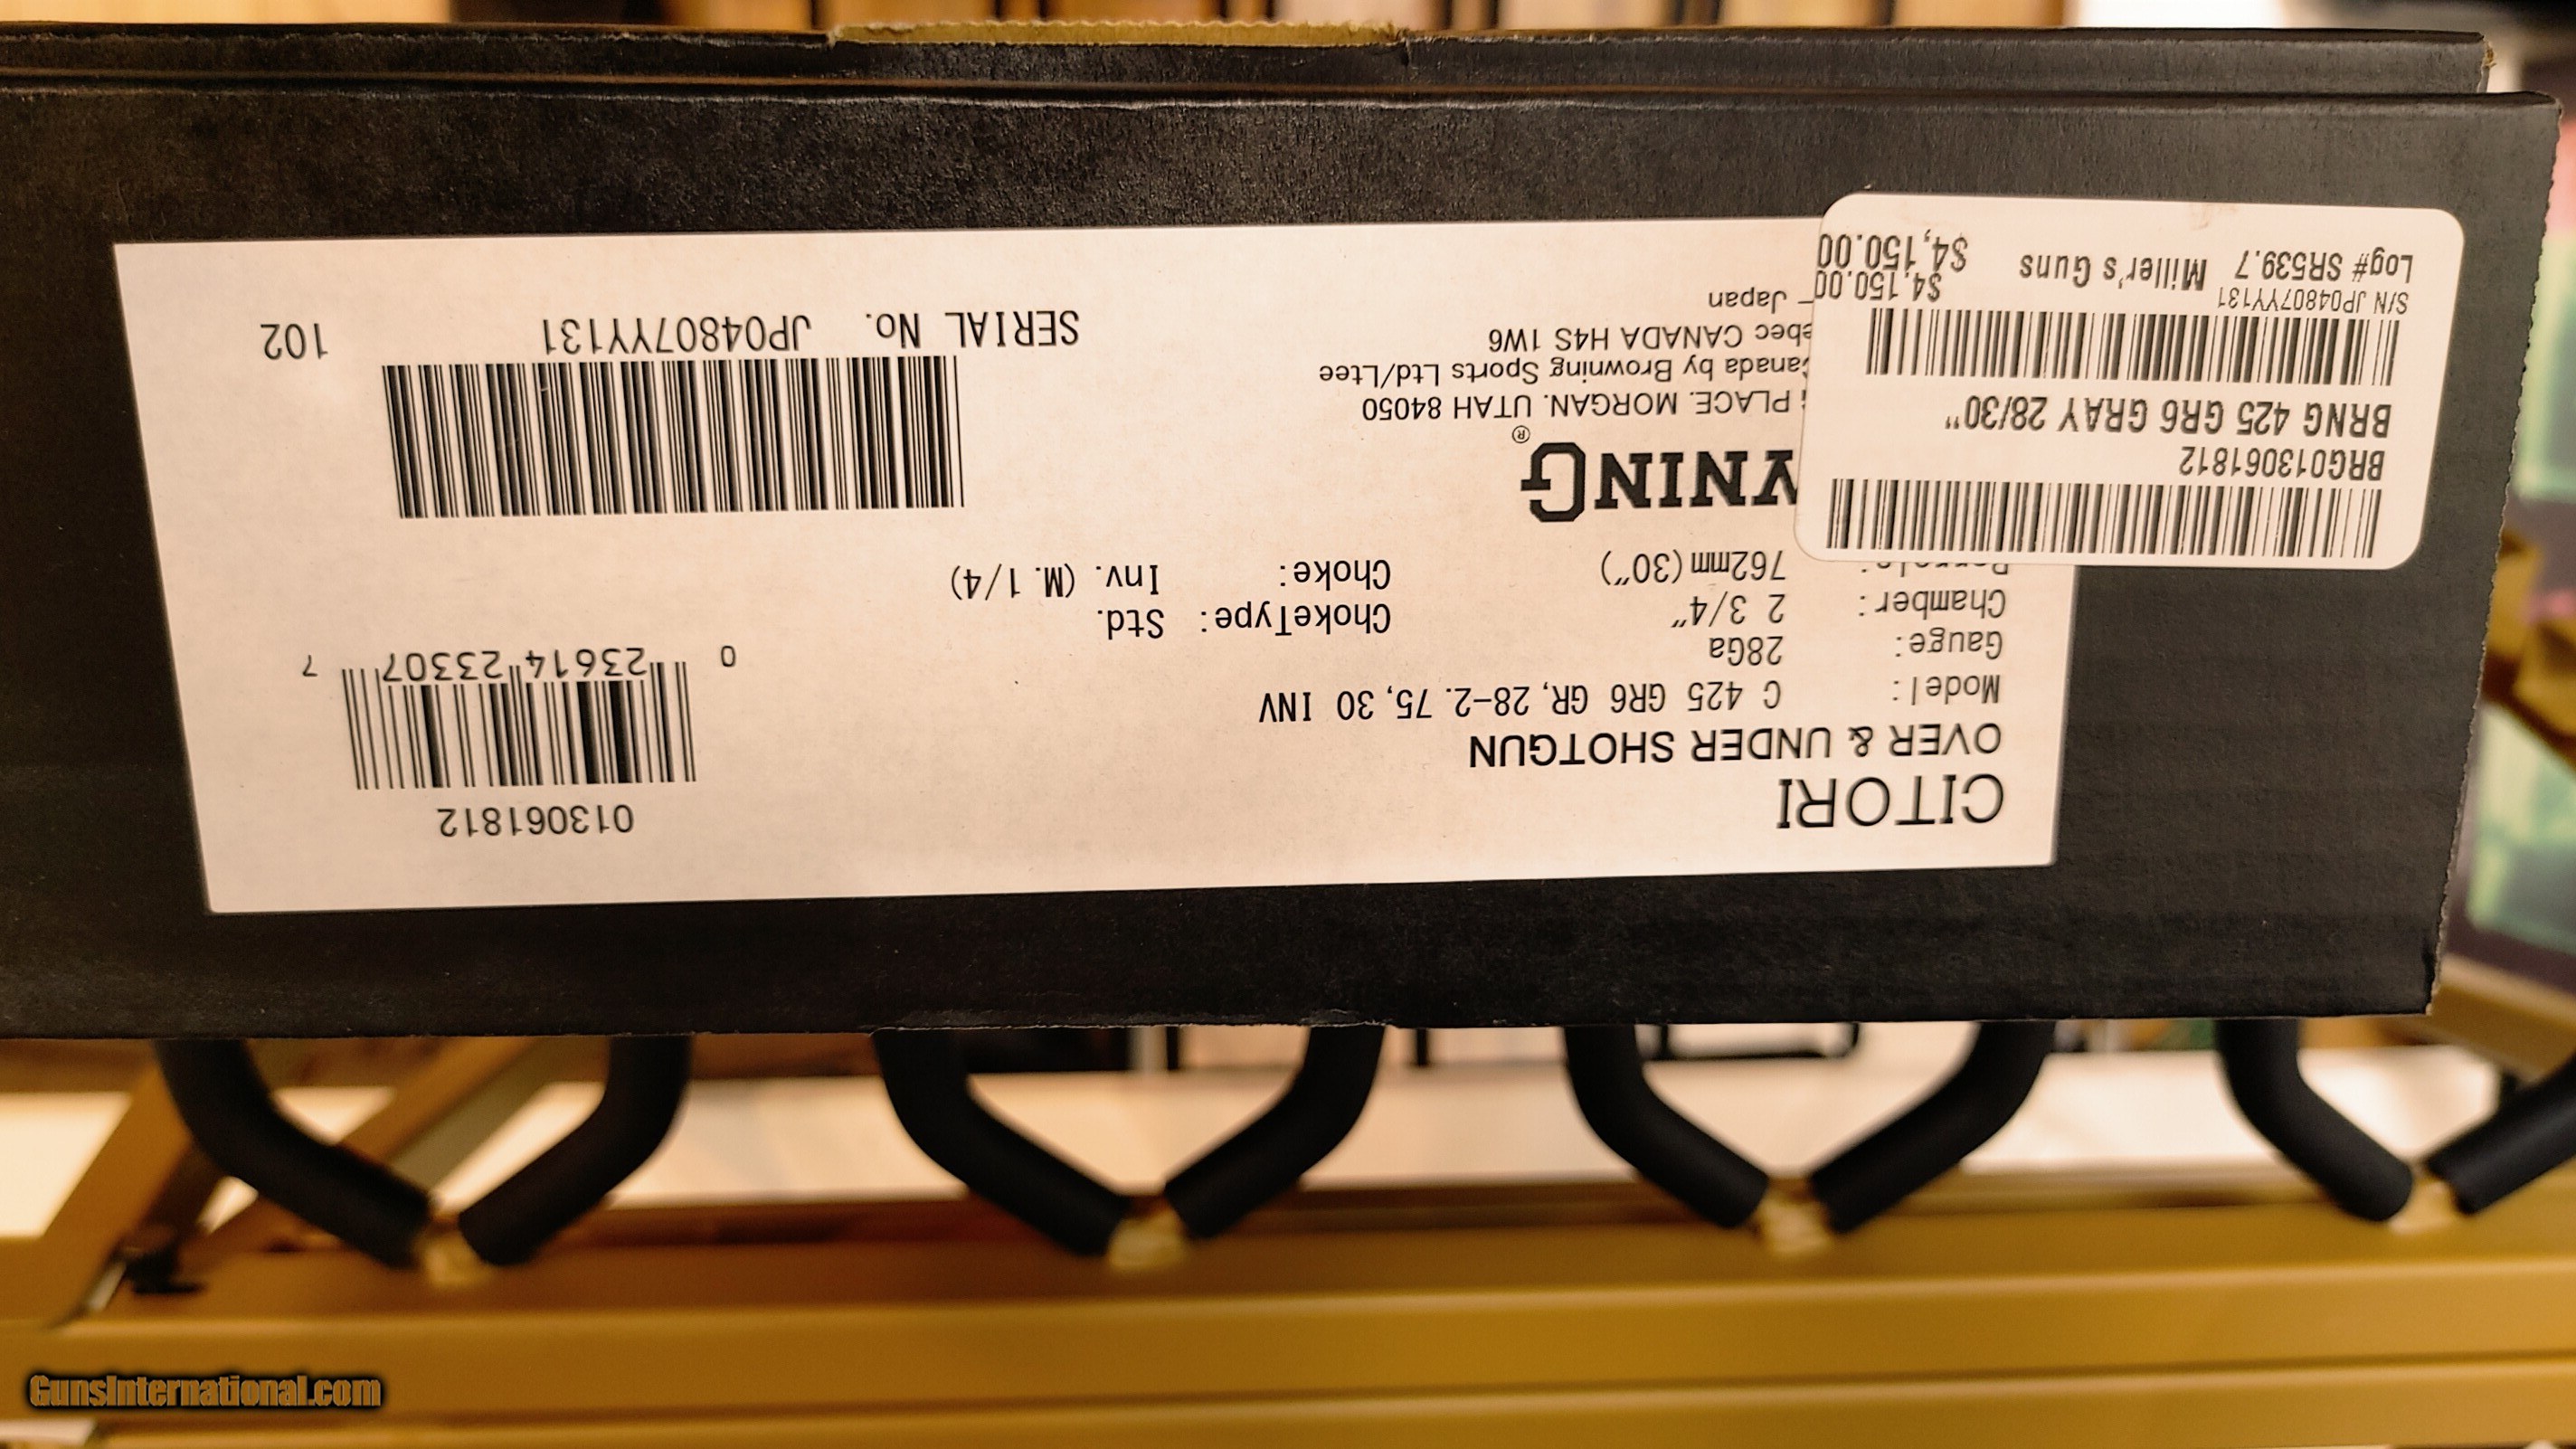 CITORI
OVER & UNDER SHOTGUN
Model: C 425 GR6 GR, 28-2. 75, 30 INV
Gauge: 28Ga
Chamber: 2 3/4″
762mm (30″)
ChokeType: Std.
Choke: Inv. (M. 1/4)
013061812
0 23614 23307 7
NING®
PLACE. MORGAN. UTAH 84050
anada by Browning Sports Ltd/Ltee
ebec CANADA H4S 1W6
– Japan
SERIAL No. JP04807YY131
102
BRG013061812
BRNG 425 GR6 GRAY 28/30"
S/N JP04807YY131
$4,150.00
Log# SR539.7 Miller's Guns $4,150.00
GunsInternational.com